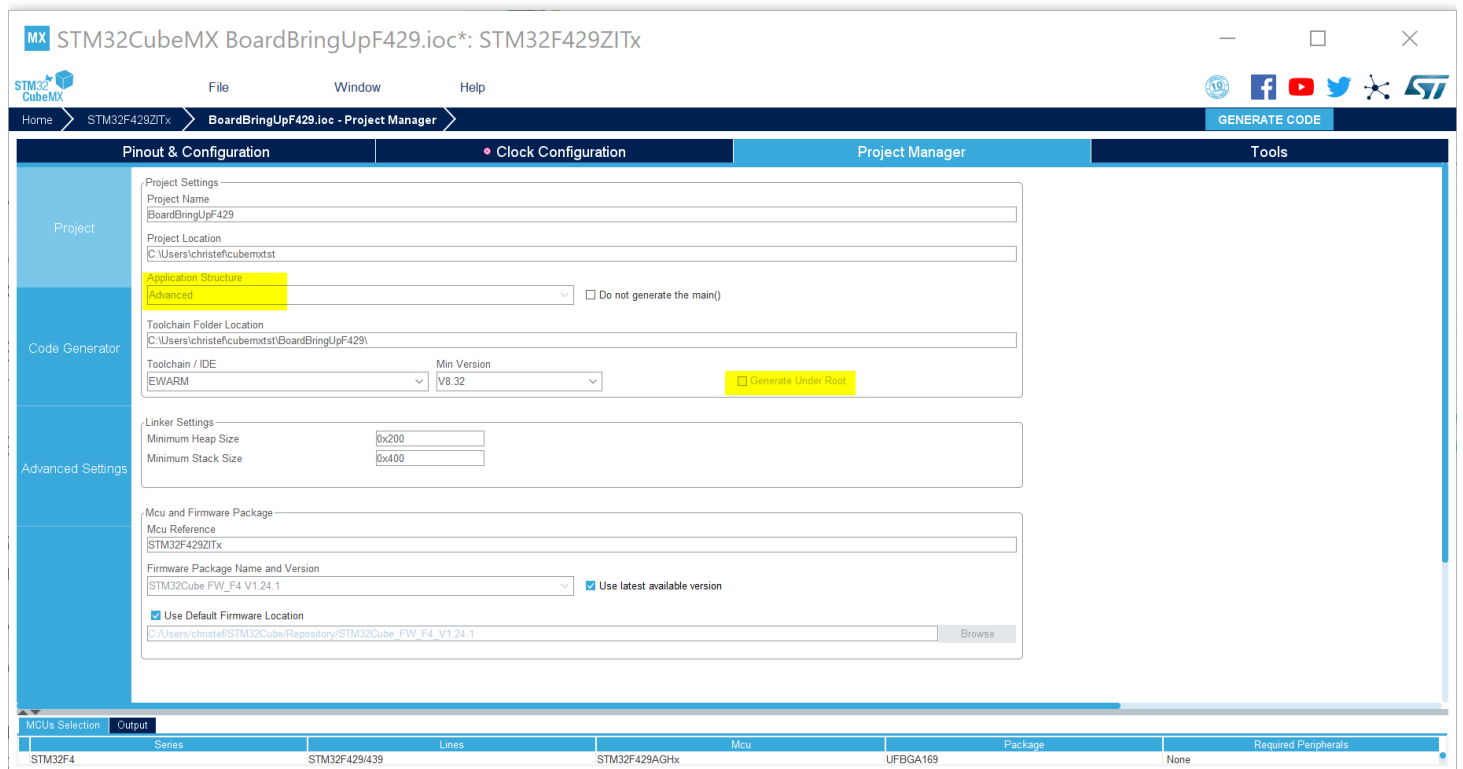 MX STM32CubeMX BoardBringUpF429.ioc*: STM32F429ZITx
STM32 CubeMX
File Window Help
10
Home STM32F429ZITx BoardBringUpF429.ioc - Project Manager GENERATE CODE
Pinout & Configuration Clock Configuration Project Manager Tools
Project
Code Generator
Advanced Settings
Project Settings
Project Name
BoardBringUpF429
Project Location
C:\Users\christef\cubemxtst
Application Structure
Advanced Do not generate the main()
Toolchain Folder Location
C:\Users\christef\cubemxtst\BoardBringUpF429\
Toolchain / IDE Min Version
EWARM V8.32 Generate Under Root
Linker Settings
Minimum Heap Size 0x200
Minimum Stack Size 0x400
Mcu and Firmware Package
Mcu Reference
STM32F429ZITx
Firmware Package Name and Version
STM32Cube FW_F4 V1.24.1 Use latest available version
Use Default Firmware Location
C:/Users/christef/STM32Cube/Repository/STM32Cube_FW_F4_V1.24.1 Browse
MCUs Selection Output
Series Lines Mcu Package Required Peripherals
STM32F4 STM32F429/439 STM32F429AGHx UFBGA169 None